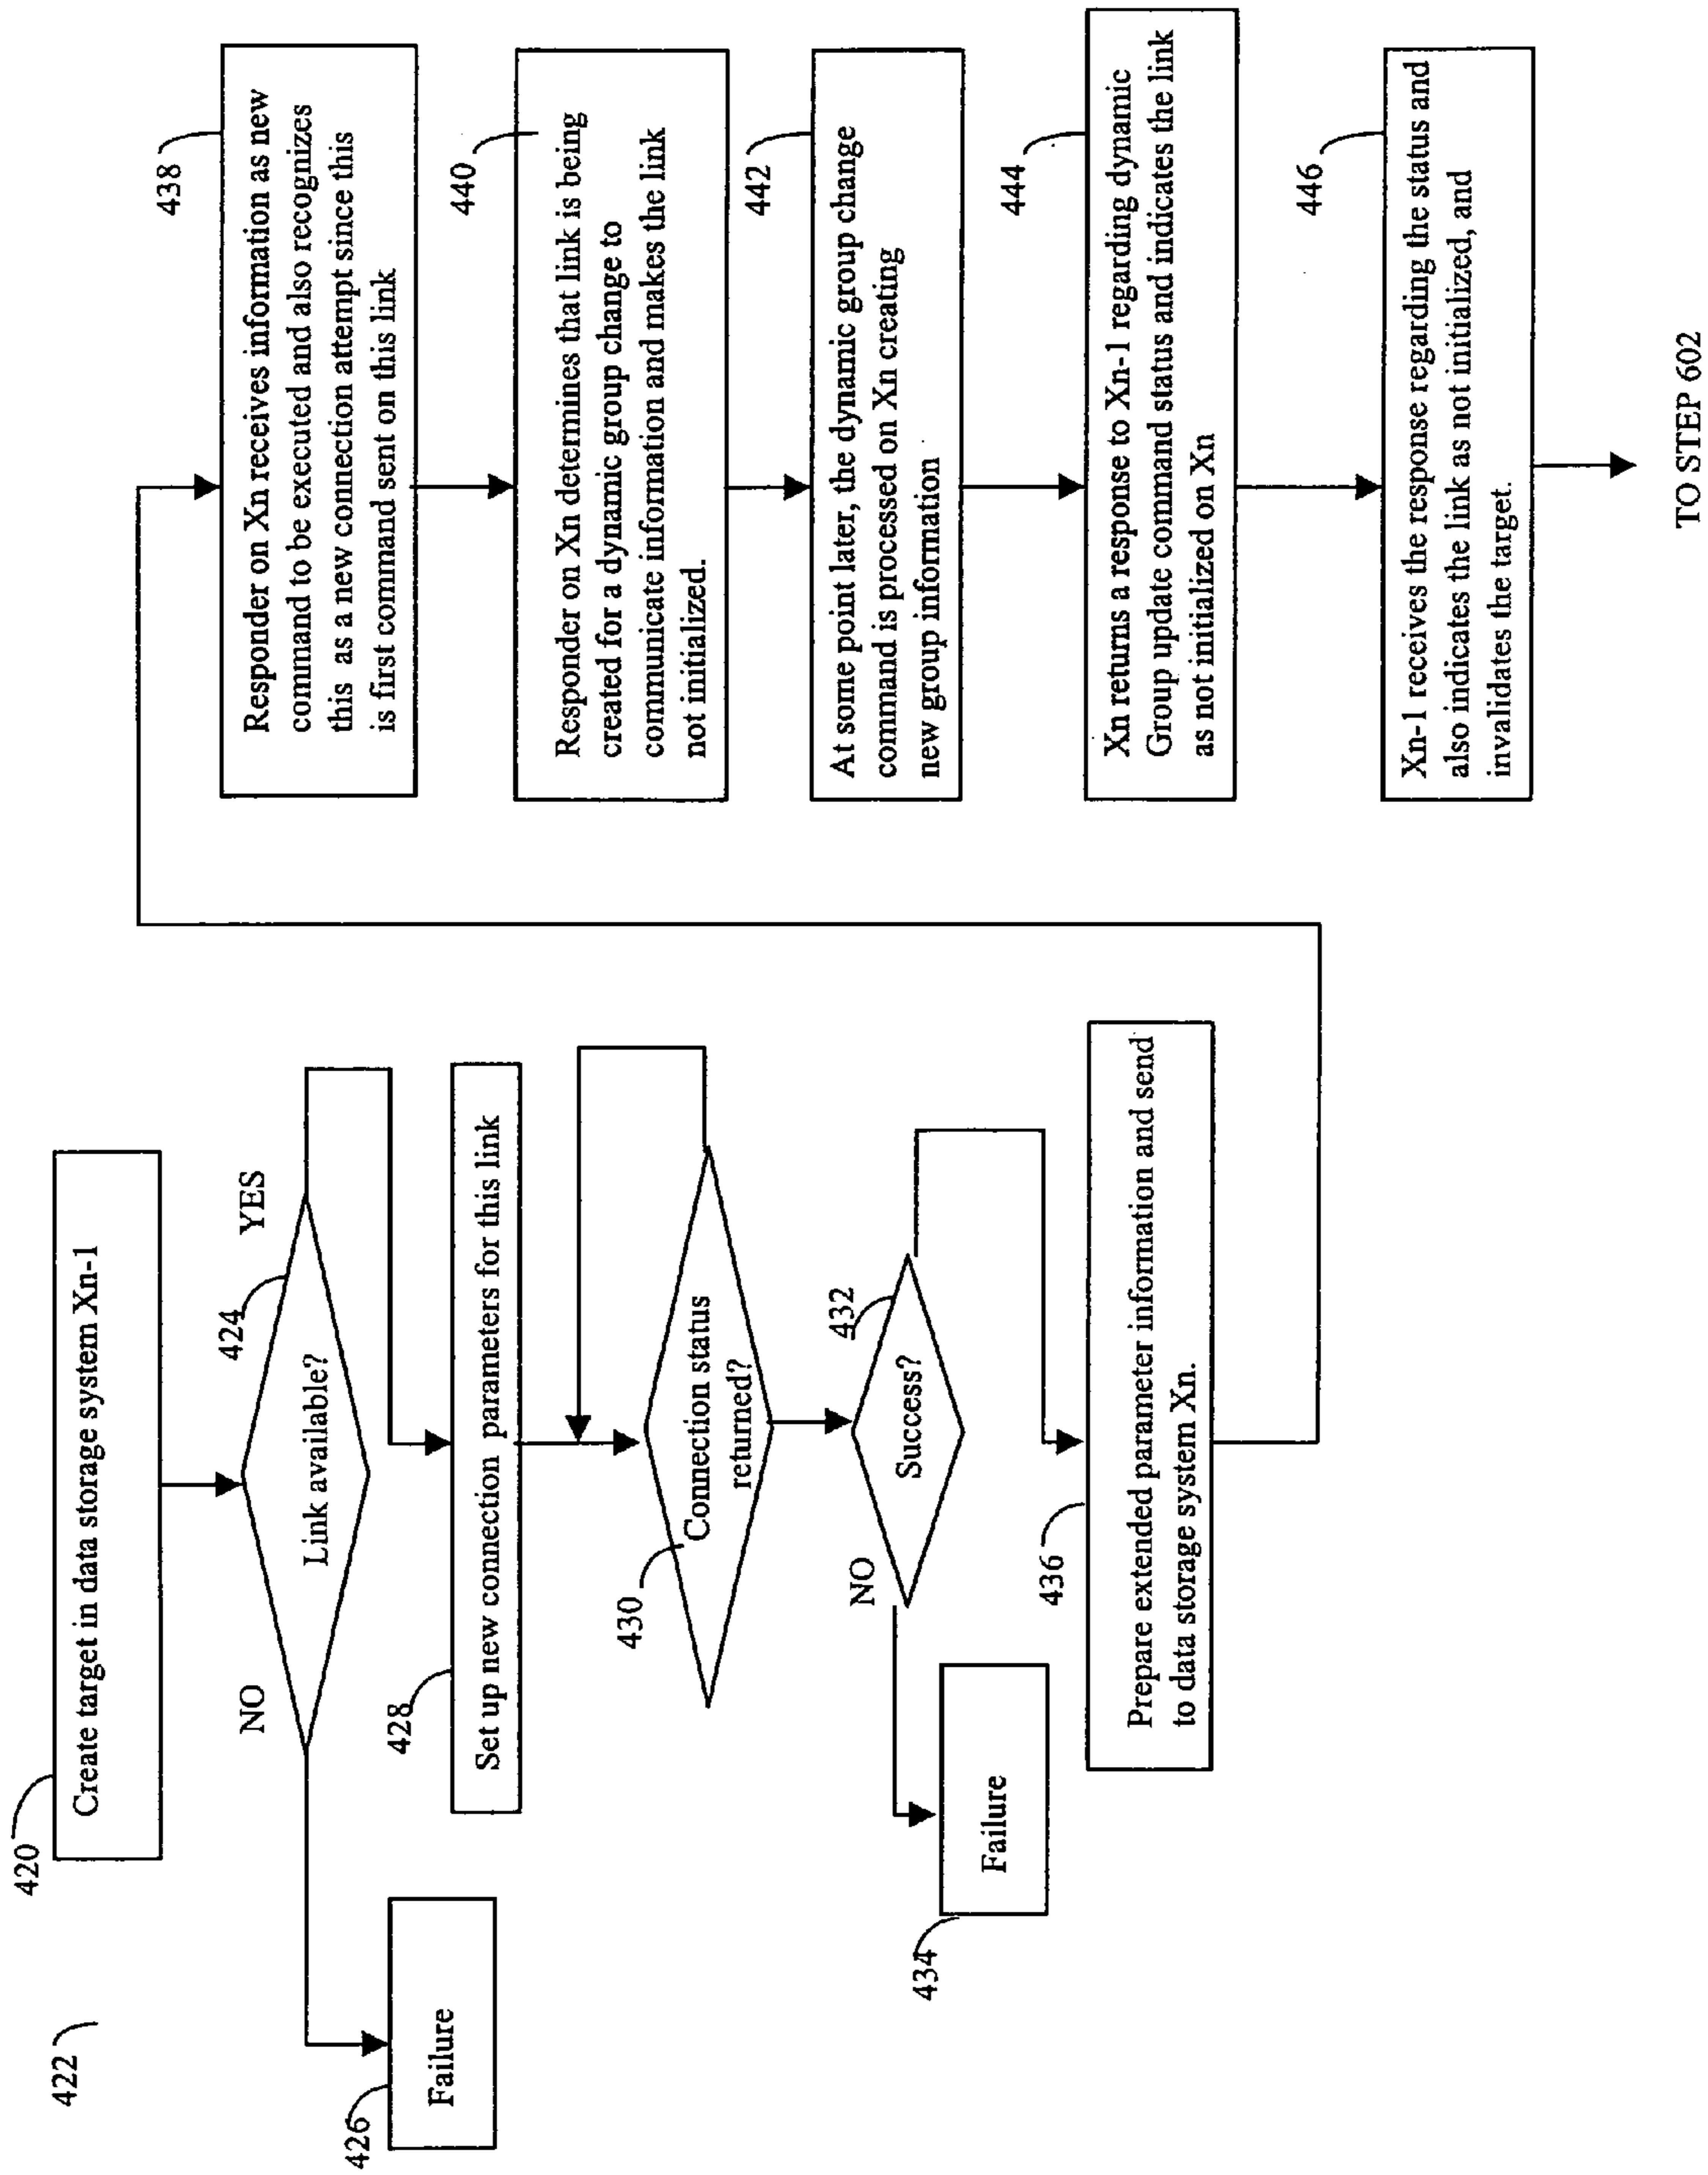 420
Create target in data storage system Xn-1
422
424
NO
YES
Link available?
426
Failure
428
Set up new connection parameters for this link
430
Connection status
returned?
432
NO
Success?
434
Failure
436
Prepare extended parameter information and send
to data storage system Xn.
438
Responder on Xn receives information as new
command to be executed and also recognizes
this as a new connection attempt since this
is first command sent on this link
440
Responder on Xn determines that link is being
created for a dynamic group change to
communicate information and makes the link
not initialized.
442
At some point later, the dynamic group change
command is processed on Xn creating
new group information
444
Xn returns a response to Xn-1 regarding dynamic
Group update command status and indicates the link
as not initialized on Xn
446
Xn-1 receives the response regarding the status and
also indicates the link as not initialized, and
invalidates the target.
TO STEP 602